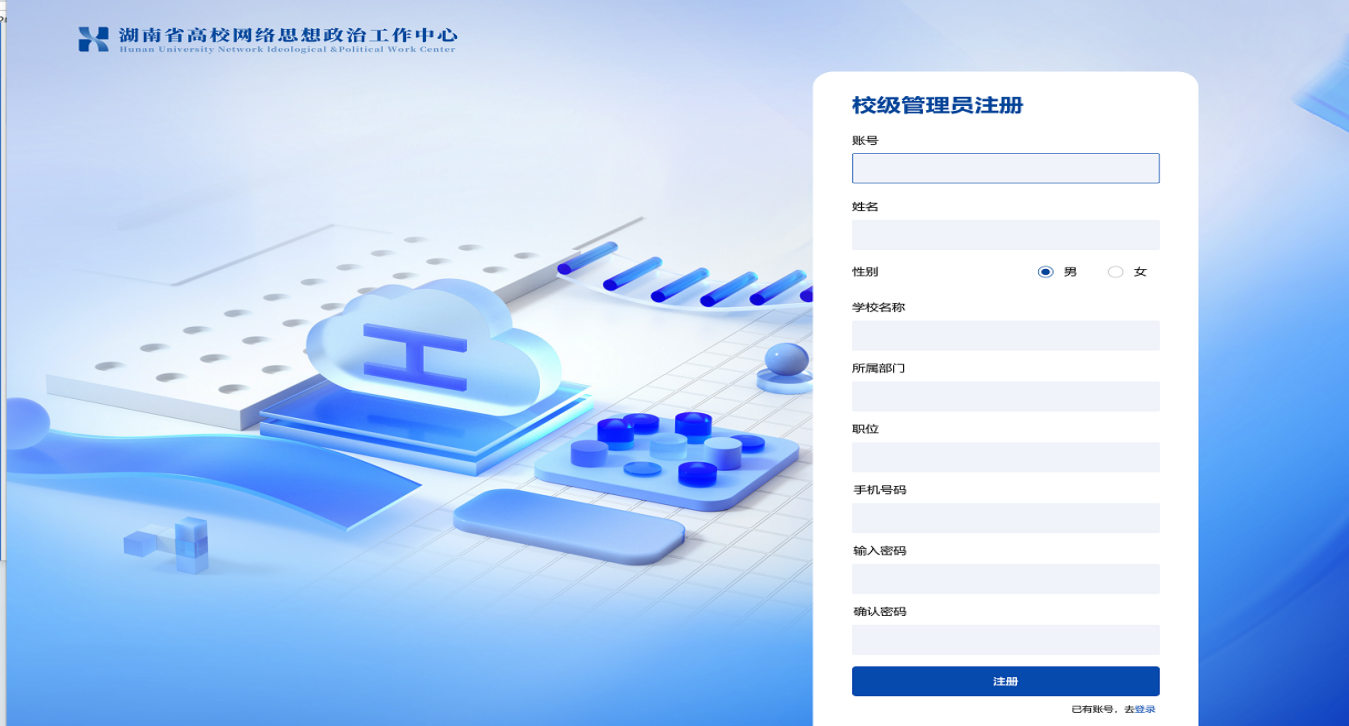 湖南省高校网络思想政治工作中心
Hunan University Network Ideological &Political Work Center
校级管理员注册
账号
姓名
性别 男 女
学校名称
所属部门
职位
手机号码
输入密码
确认密码
注册
已有账号，去登录